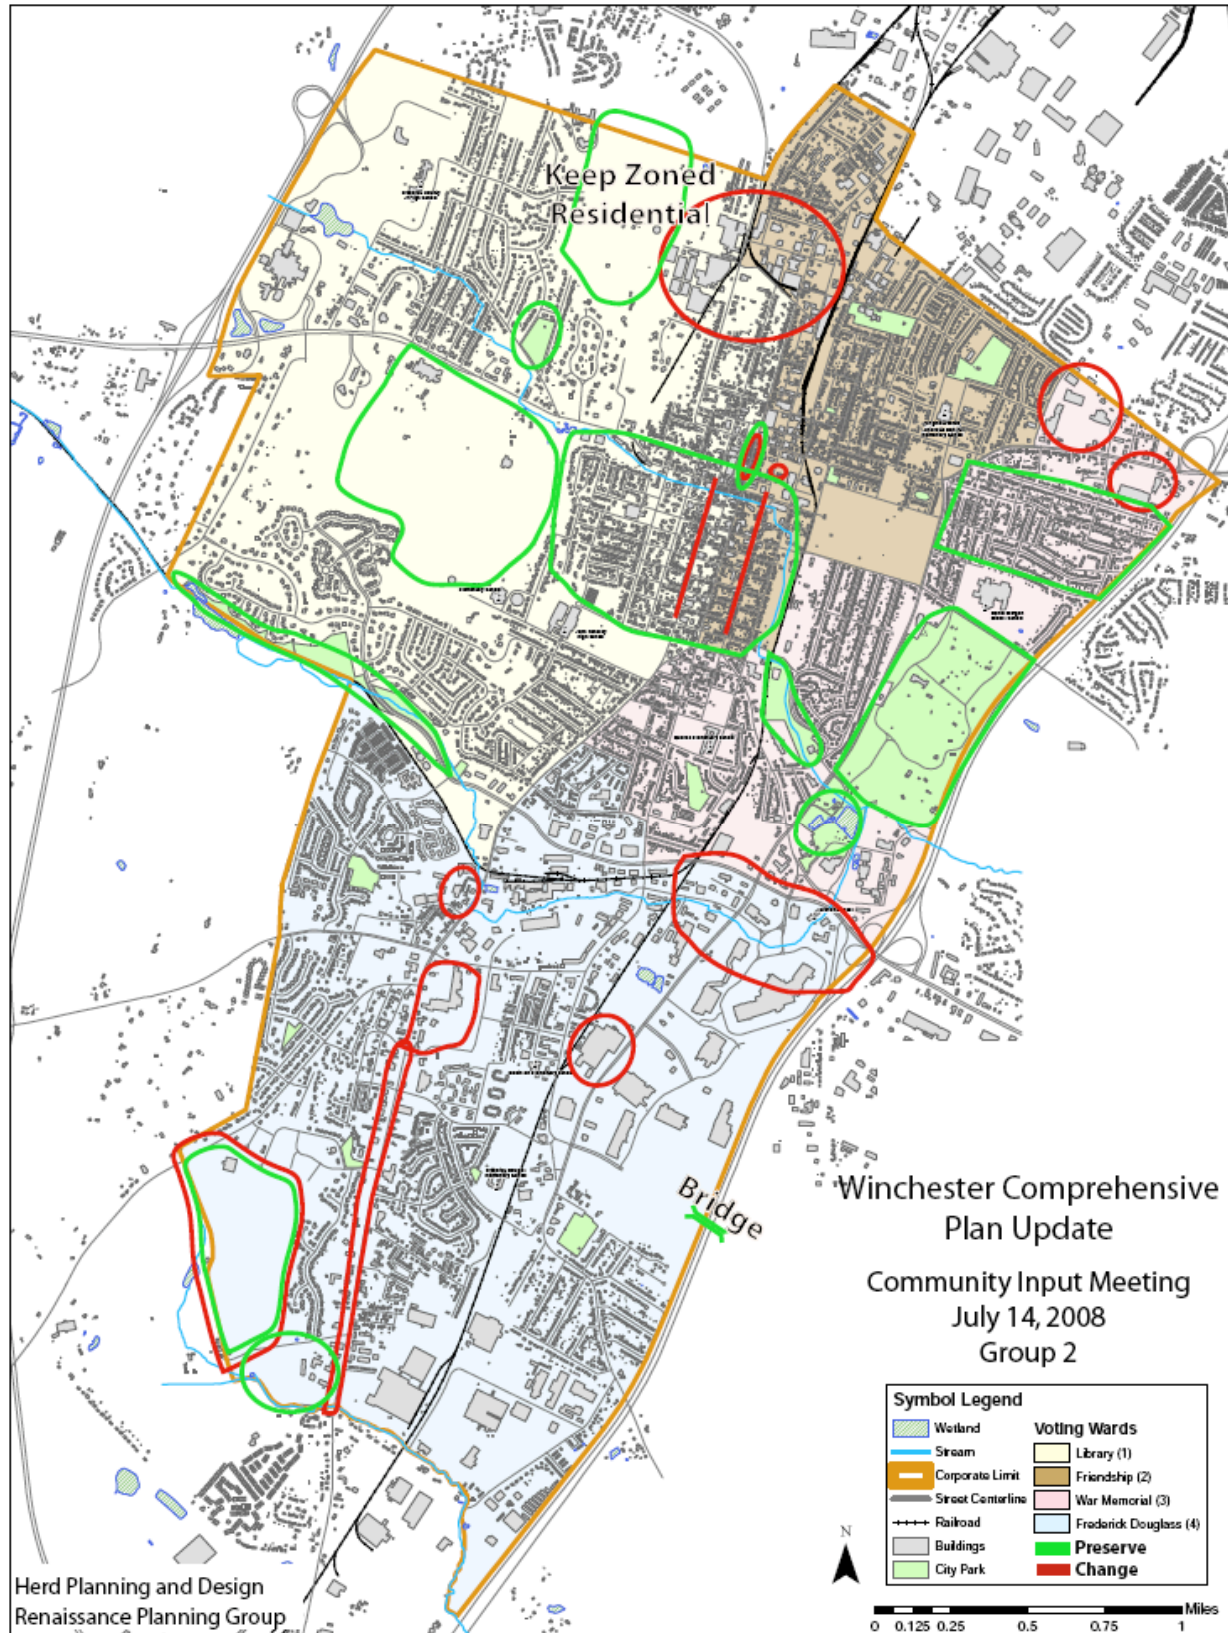 Keep Zoned
Residential
Bridge
Winchester Comprehensive
Plan Update
Community Input Meeting
July 14, 2008
Group 2
Symbol Legend
Wetland
Stream
Corporate Limit
Street Centerline
Railroad
Buildings
City Park
Voting Wards
Library (1)
Friendship (2)
War Memorial (3)
Frederick Douglass (4)
Preserve
Change
N
Miles
0 0.125 0.25 0.5 0.75 1
Herd Planning and Design
Renaissance Planning Group